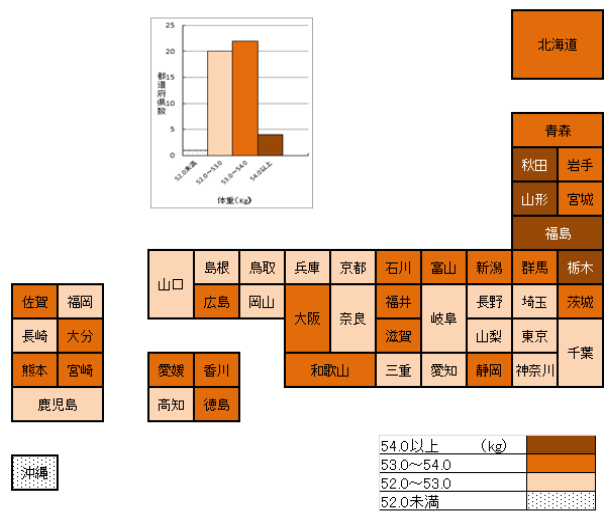 25
20
15
10
5
0
都道府県数
52.0未満
52.0～53.0
53.0～54.0
54.0以上
体重(kg)
北海道
青森
秋田 岩手
山形 宮城
福島
山口 島根 鳥取 兵庫 京都 石川 富山 新潟 群馬 栃木
佐賀 福岡 広島 岡山 大阪 奈良 福井 岐阜 長野 埼玉 茨城
長崎 大分 滋賀 山梨 東京 千葉
熊本 宮崎 愛媛 香川 和歌山 三重 愛知 静岡 神奈川
鹿児島 高知 徳島
沖縄
54.0以上 (kg)
53.0～54.0
52.0～53.0
52.0未満